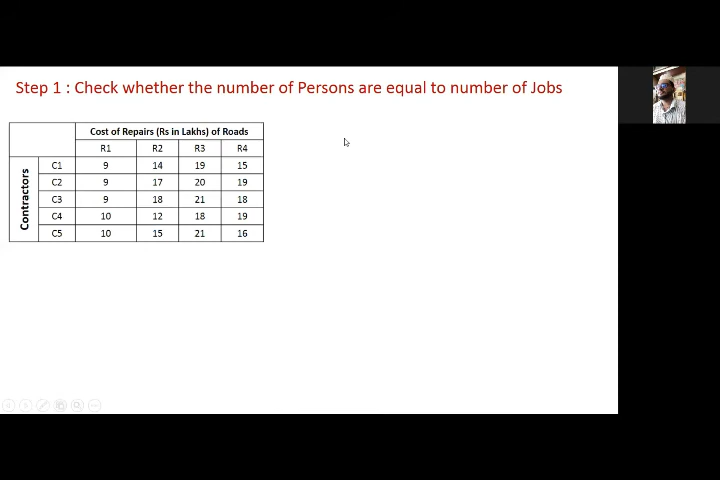 Step 1 : Check whether the number of Persons are equal to number of Jobs
Cost of Repairs (Rs in Lakhs) of Roads
R1 R2 R3 R4
Contractors
C1 9 14 19 15
C2 9 17 20 19
C3 9 18 21 18
C4 10 12 18 19
C5 10 15 21 16